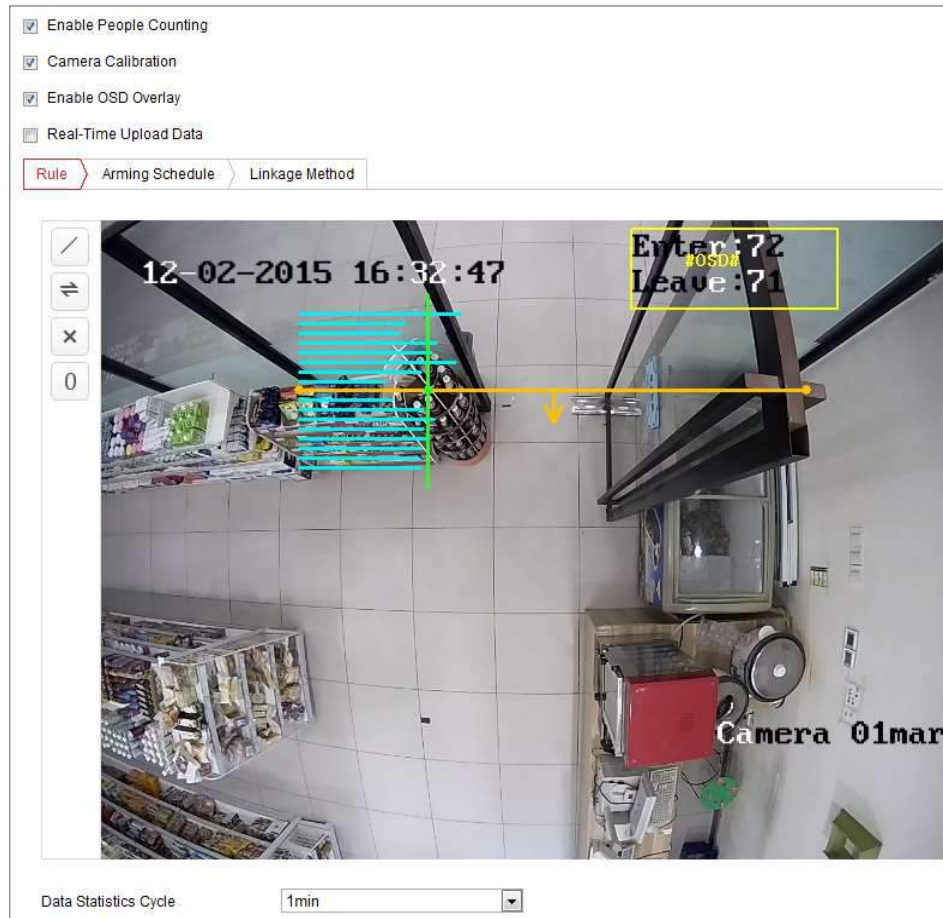 Enable People Counting
Camera Calibration
Enable OSD Overlay
Real-Time Upload Data
Rule Arming Schedule Linkage Method
0
12-02-2015 16:32:47
Enter:72
#OSD#
Leave:71
Camera 01mar
Data Statistics Cycle 1min